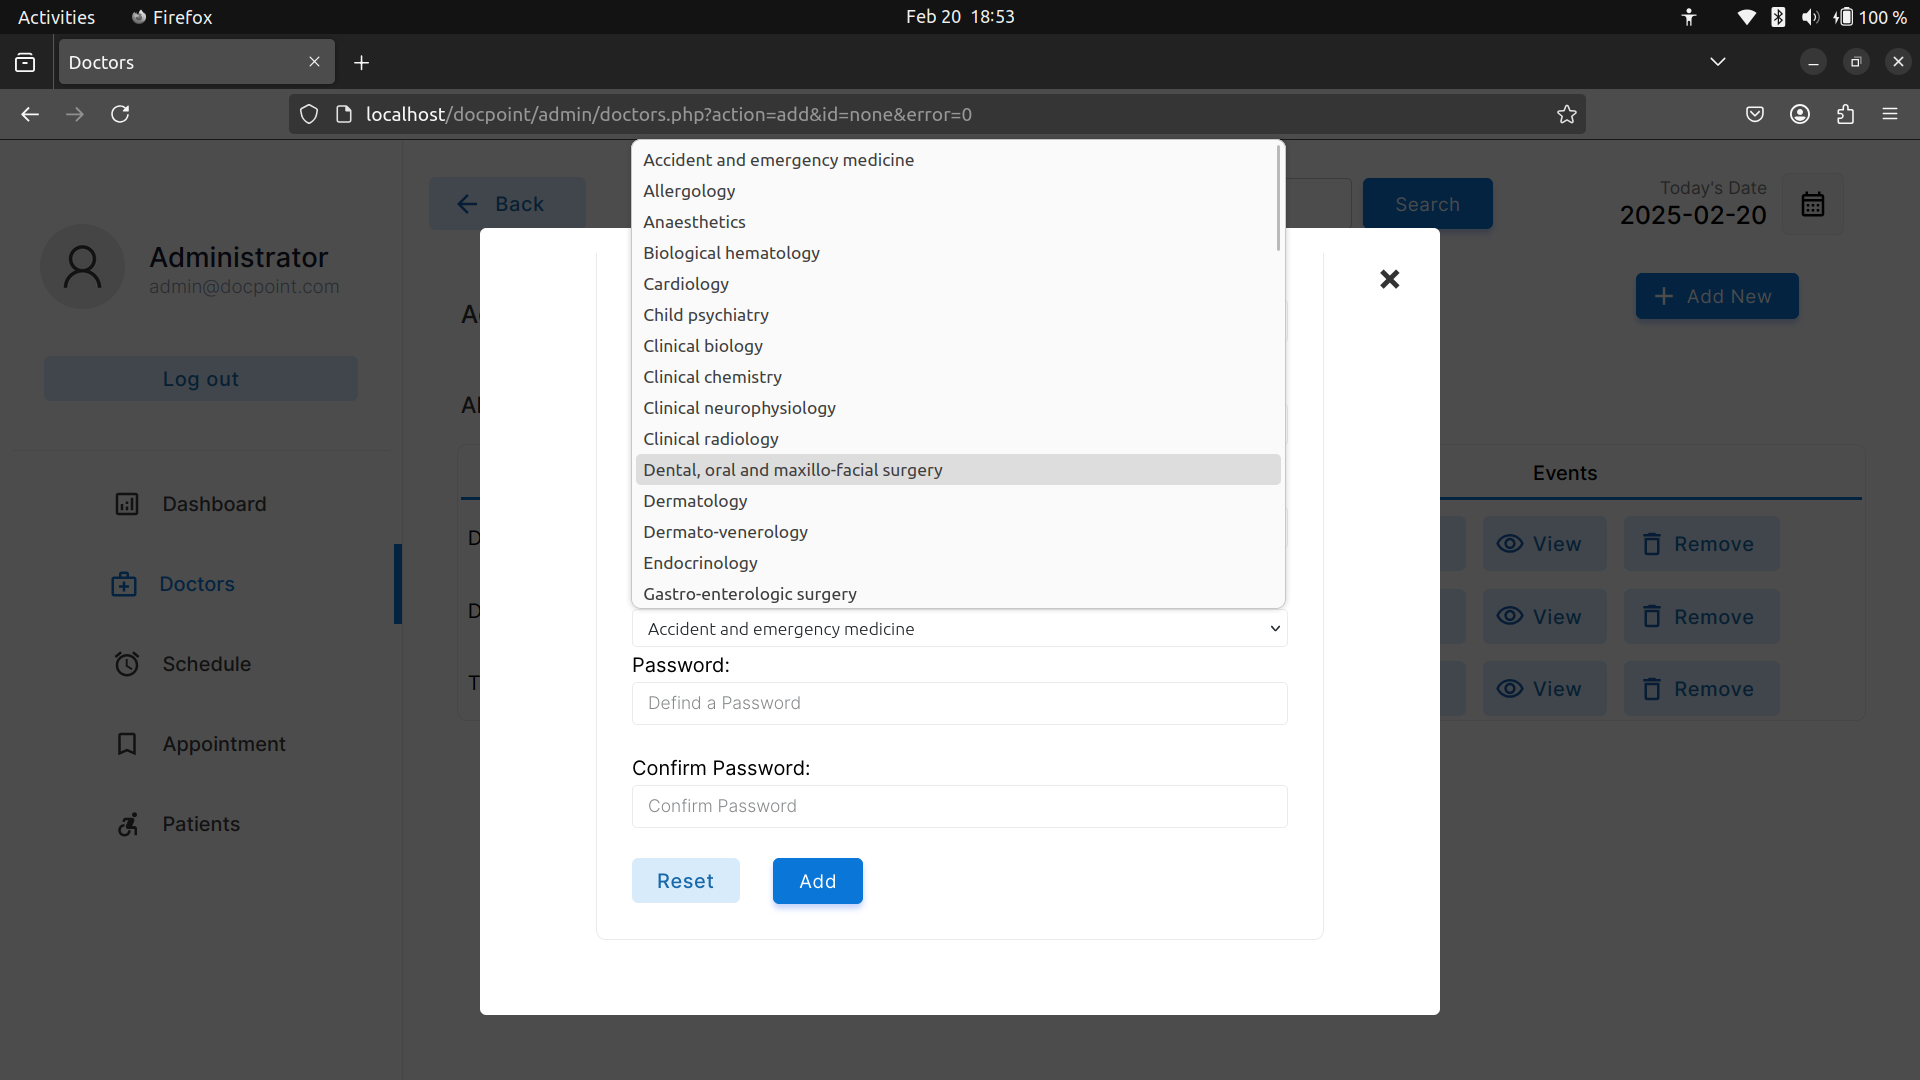 Activities Firefox Feb 20 18:53 100 %
Doctors
localhost/docpoint/admin/doctors.php?action=add&id=none&error=0
Administrator
admin@docpoint.com
Log out
Dashboard
Doctors
Schedule
Appointment
Patients
Back
Search
Today's Date
2025-02-20
Add New
Accident and emergency medicine
Allergology
Anaesthetics
Biological hematology
Cardiology
Child psychiatry
Clinical biology
Clinical chemistry
Clinical neurophysiology
Clinical radiology
Dental, oral and maxillo-facial surgery
Dermatology
Dermato-venerology
Endocrinology
Gastro-enterologic surgery
Accident and emergency medicine
Password:
Defind a Password
Confirm Password:
Confirm Password
Reset Add
Events
View Remove
View Remove
View Remove